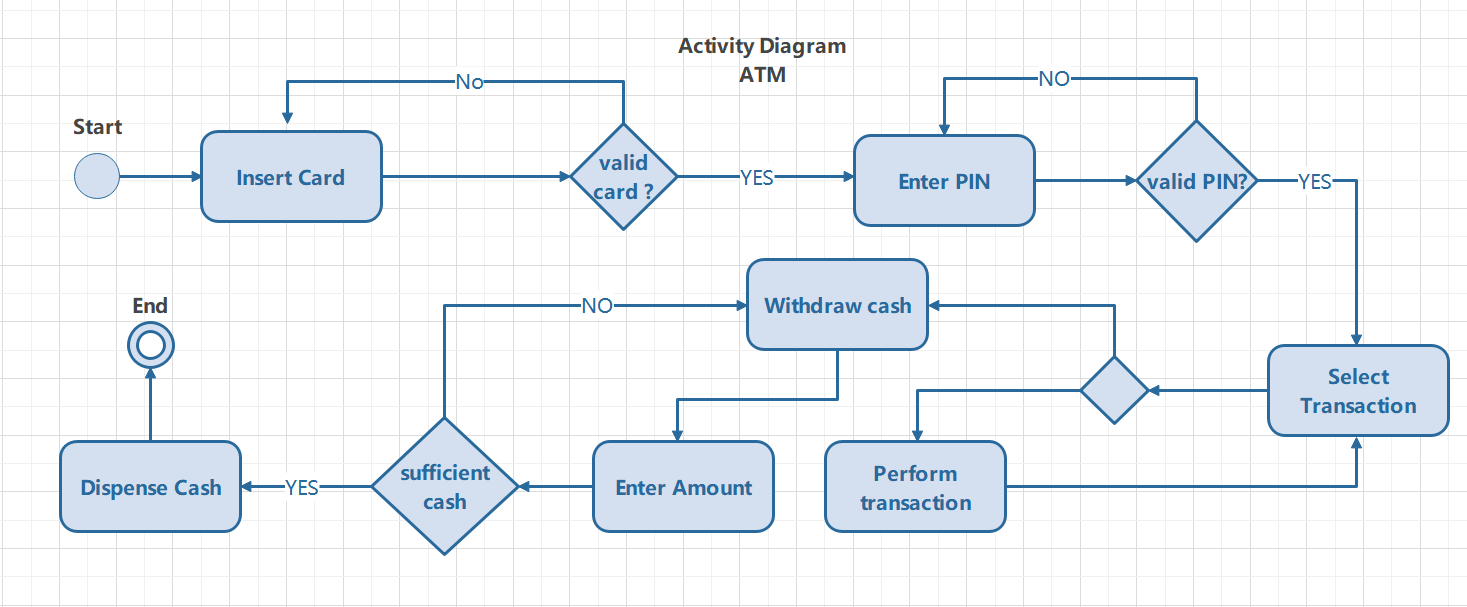 Activity Diagram
ATM
No
NO
Start
Insert Card
valid
card ?
YES
Enter PIN
valid PIN?
YES
End
NO
Withdraw cash
Select
Transaction
Dispense Cash
YES
sufficient
cash
Enter Amount
Perform
transaction